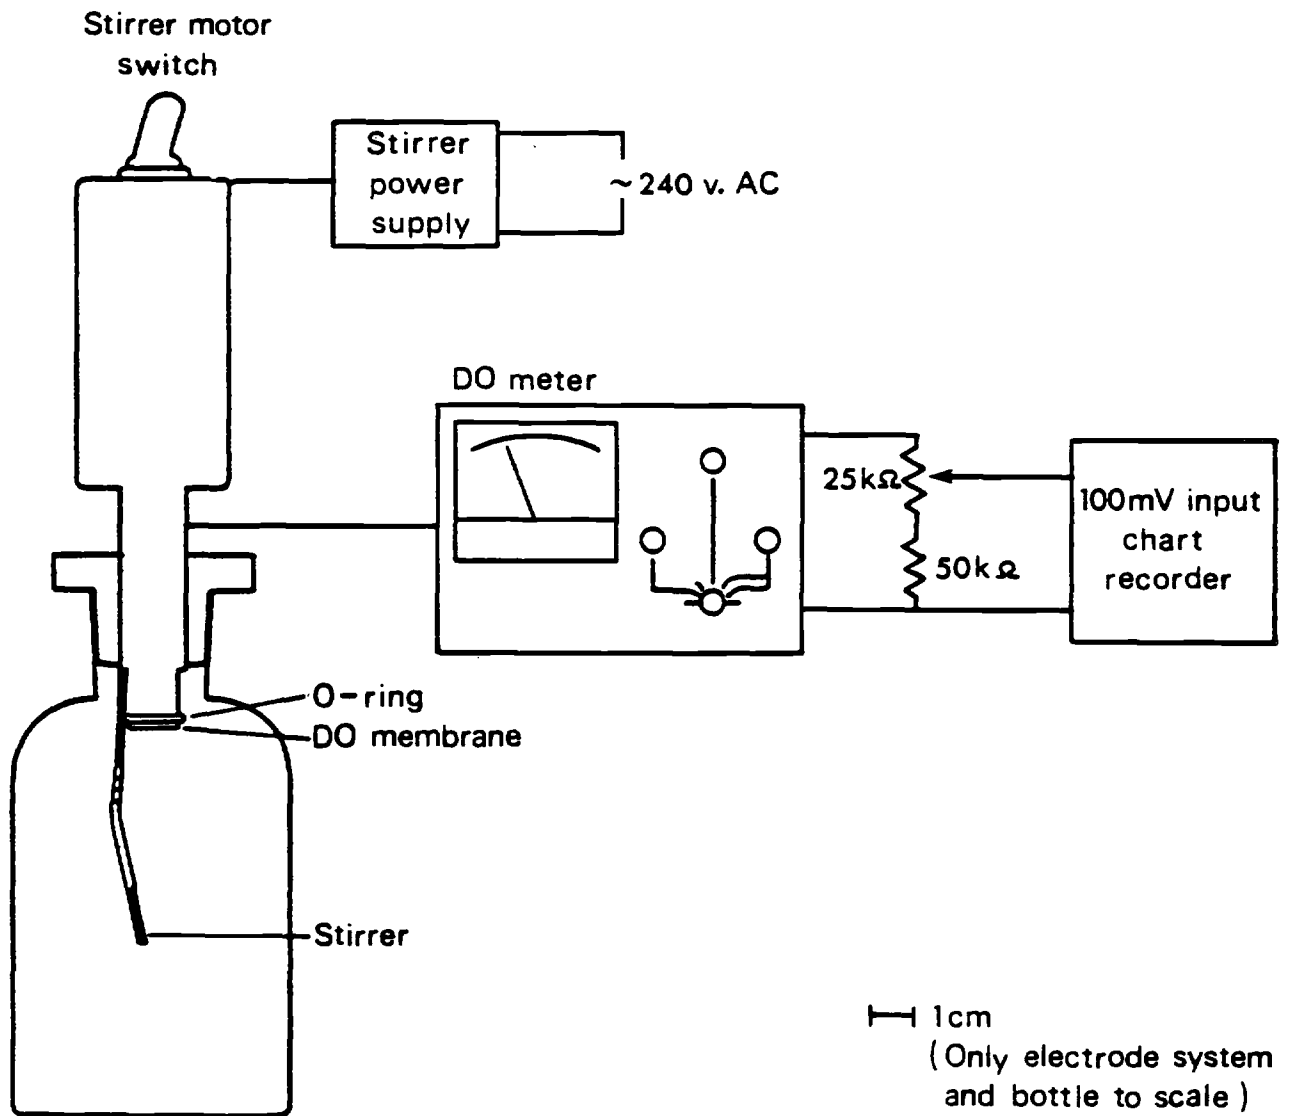 Stirrer motor
switch
Stirrer
power
supply
~ 240 v. AC
DO meter
25kΩ
50kΩ
100mV input
chart
recorder
O-ring
DO membrane
Stirrer
1cm
(Only electrode system
and bottle to scale)